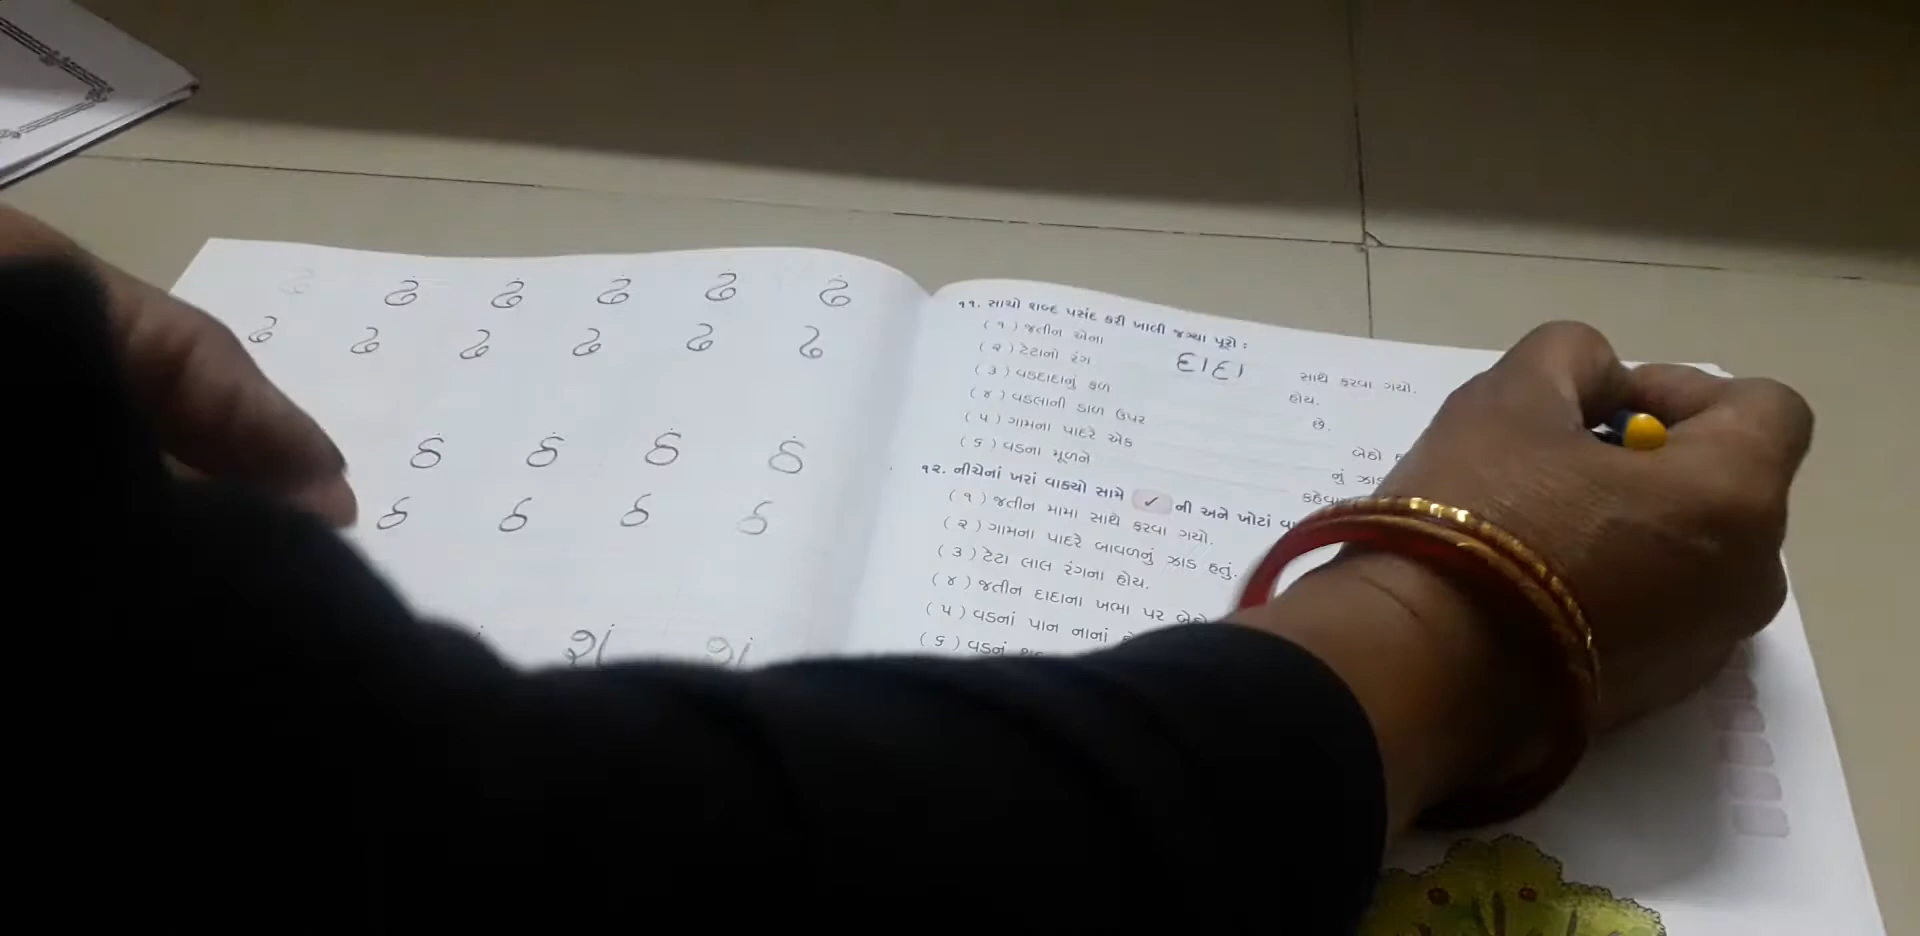 ઢં ઢં ઢં ઢં ઢં
ઢ ઢ ઢ ઢ ઢ ઢ
ઠં ઠં ઠં ઠં
ઠ ઠ ઠ ઠ
શં શં
૧૧. સાચો શબ્દ પસંદ કરી ખાલી જગ્યા પૂરો :
( ૧ ) જતીન એના દાદા સાથે ફરવા ગયો.
( ૨ ) ટેટાનો રંગ હોય.
( ૩ ) વડદાદાનું ફળ છે.
( ૪ ) વડલાની ડાળ ઉપર બેઠો
( ૫ ) ગામના પાદરે એક નું ઝાડ
( ૬ ) વડના મૂળને
૧૨. નીચેનાં ખરાં વાક્યો સામે ✓ ની અને ખોટાં
( ૧ ) જતીન મામા સાથે ફરવા ગયો.
( ૨ ) ગામના પાદરે બાવળનું ઝાડ હતું.
( ૩ ) ટેટા લાલ રંગના હોય.
( ૪ ) જતીન દાદાના ખભા પર
( ૫ ) વડનાં પાન નાનાં
( ૬ ) વડનું